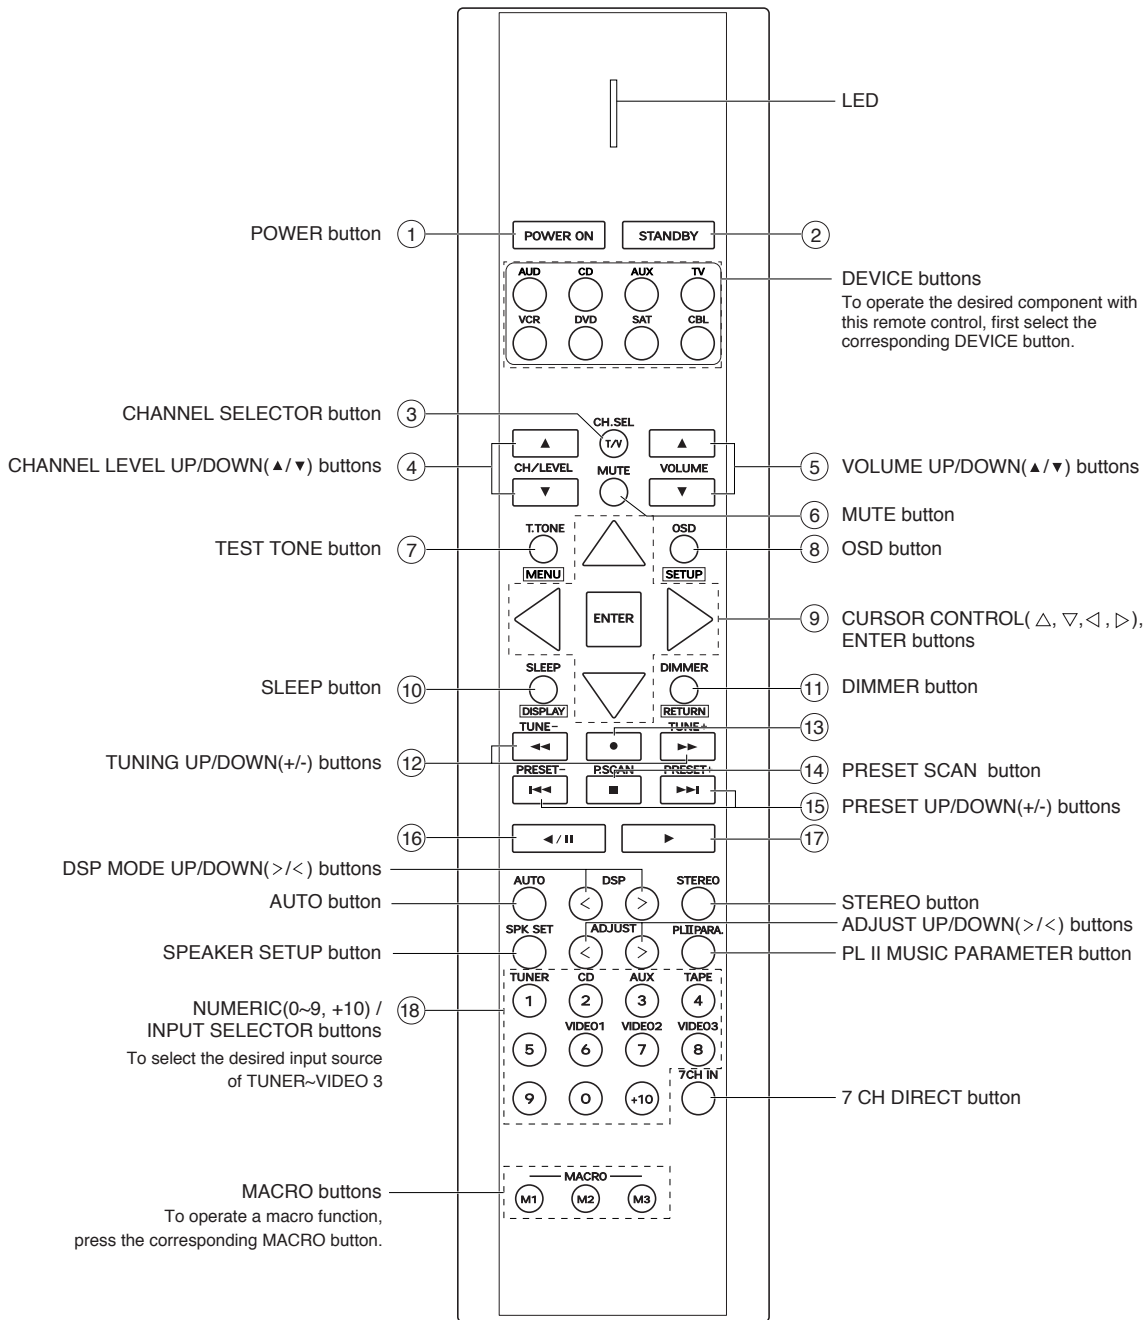 LED
POWER button 1 POWER ON STANDBY 2
AUD CD AUX TV
VCR DVD SAT CBL
DEVICE buttons
To operate the desired component with
this remote control, first select the
corresponding DEVICE button.
CHANNEL SELECTOR button 3 CH.SEL
T/V
CHANNEL LEVEL UP/DOWN(▲/▼) buttons 4 ▲ CH/LEVEL ▼
MUTE
▲ VOLUME ▼ 5 VOLUME UP/DOWN(▲/▼) buttons
6 MUTE button
TEST TONE button 7 T.TONE
MENU
OSD 8 OSD button
SETUP
ENTER
9 CURSOR CONTROL( △, ▽,◁ , ▷),
ENTER buttons
SLEEP button 10 SLEEP
DISPLAY
DIMMER 11 DIMMER button
RETURN
TUNE- TUNE+
TUNING UP/DOWN(+/-) buttons 12 ◄◄ ● ►► 13
PRESET- P.SCAN PRESET+
I◄◄ ■ ►►I
14 PRESET SCAN button
15 PRESET UP/DOWN(+/-) buttons
16 ◄/II ► 17
DSP MODE UP/DOWN(>/<) buttons
AUTO DSP STEREO
AUTO button < > STEREO button
ADJUST UP/DOWN(>/<) buttons
SPK SET ADJUST PLII PARA.
SPEAKER SETUP button < > PL II MUSIC PARAMETER button
TUNER CD AUX TAPE
1 2 3 4
VIDEO1 VIDEO2 VIDEO3
5 6 7 8
NUMERIC(0~9, +10) / 18
INPUT SELECTOR buttons
To select the desired input source
of TUNER~VIDEO 3
7CH IN
9 0 +10 7 CH DIRECT button
MACRO
M1 M2 M3
MACRO buttons
To operate a macro function,
press the corresponding MACRO button.